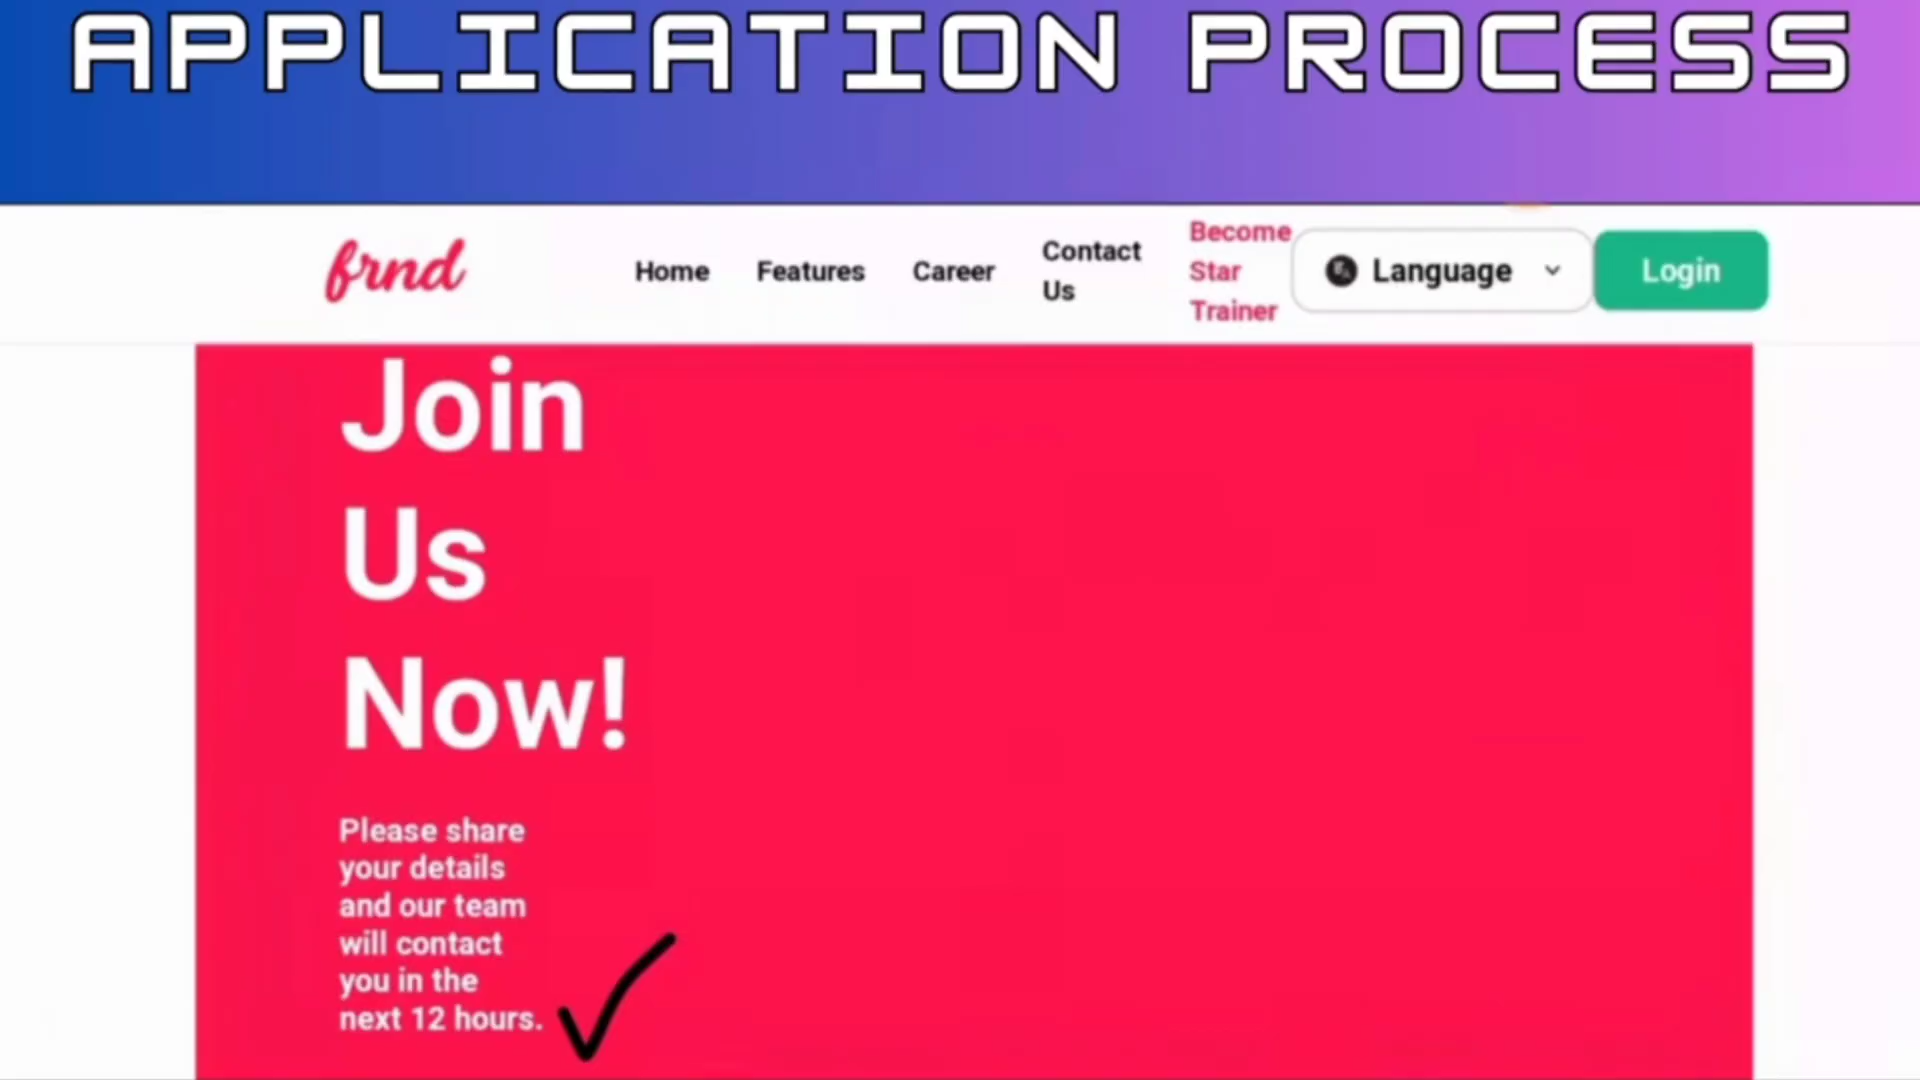 APPLICATION PROCESS
frnd
Home
Features
Career
Contact
Us
Become
Star
Trainer
Language
Login
Join
Us
Now!
Please share
your details
and our team
will contact
you in the
next 12 hours.